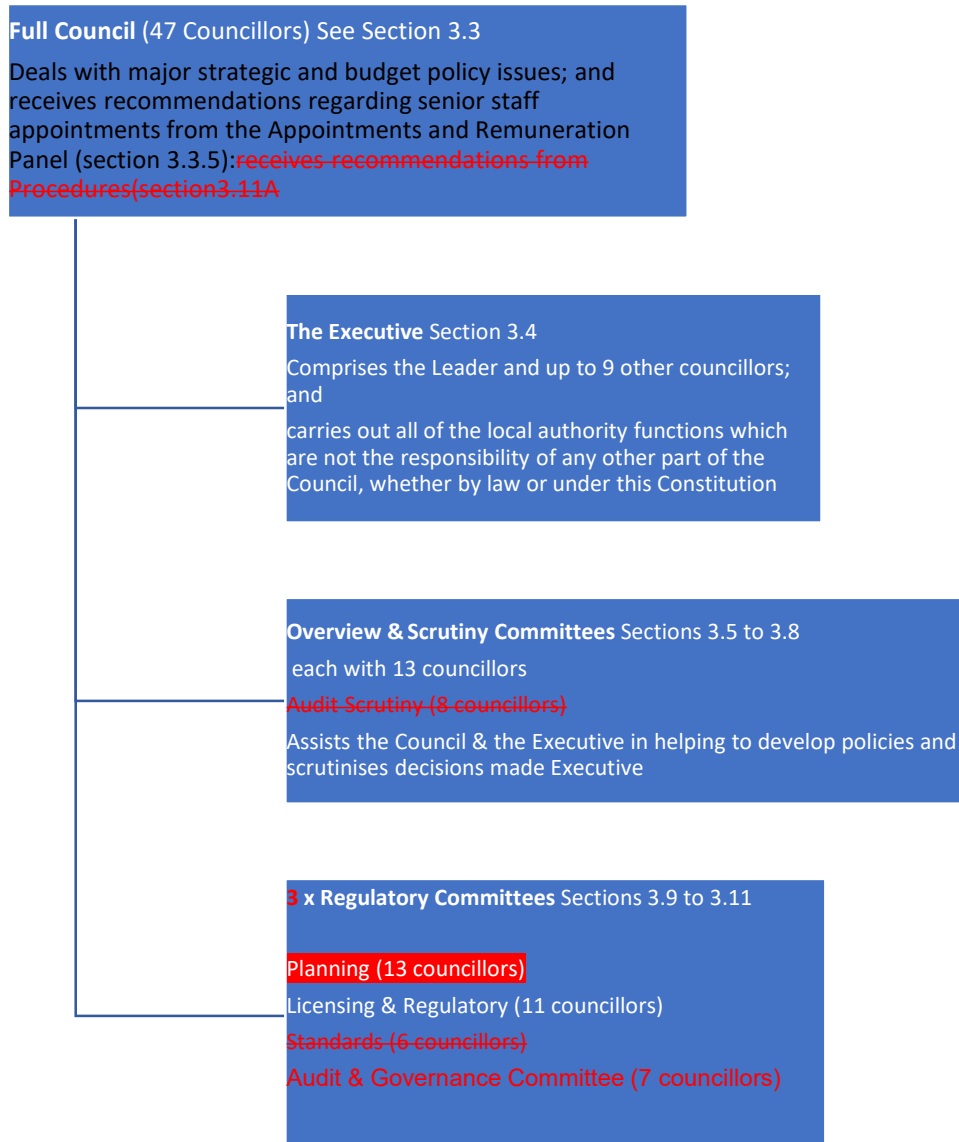 Full Council (47 Councillors) See Section 3.3
Deals with major strategic and budget policy issues; and
receives recommendations regarding senior staff
appointments from the Appointments and Remuneration
Panel (section 3.3.5):receives recommendations from
Procedures(section3.11A
The Executive Section 3.4
Comprises the Leader and up to 9 other councillors;
and
carries out all of the local authority functions which
are not the responsibility of any other part of the
Council, whether by law or under this Constitution
Overview & Scrutiny Committees Sections 3.5 to 3.8
each with 13 councillors
Audit Scrutiny (8 councillors)
Assists the Council & the Executive in helping to develop policies and
scrutinises decisions made Executive
3 x Regulatory Committees Sections 3.9 to 3.11
Planning (13 councillors)
Licensing & Regulatory (11 councillors)
Standards (6 councillors)
Audit & Governance Committee (7 councillors)